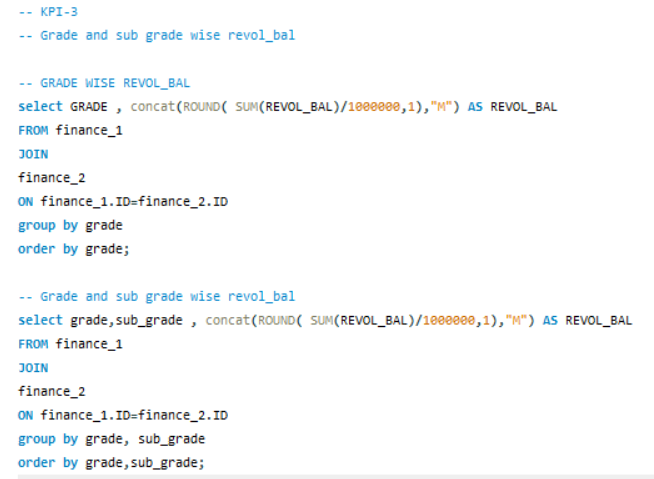 -- KPI-3
-- Grade and sub grade wise revol_bal
-- GRADE WISE REVOL_BAL
select GRADE , concat(ROUND( SUM(REVOL_BAL)/1000000,1),"M") AS REVOL_BAL
FROM finance_1
JOIN
finance_2
ON finance_1.ID=finance_2.ID
group by grade
order by grade;
-- Grade and sub grade wise revol_bal
select grade,sub_grade , concat(ROUND( SUM(REVOL_BAL)/1000000,1),"M") AS REVOL_BAL
FROM finance_1
JOIN
finance_2
ON finance_1.ID=finance_2.ID
group by grade, sub_grade
order by grade,sub_grade;